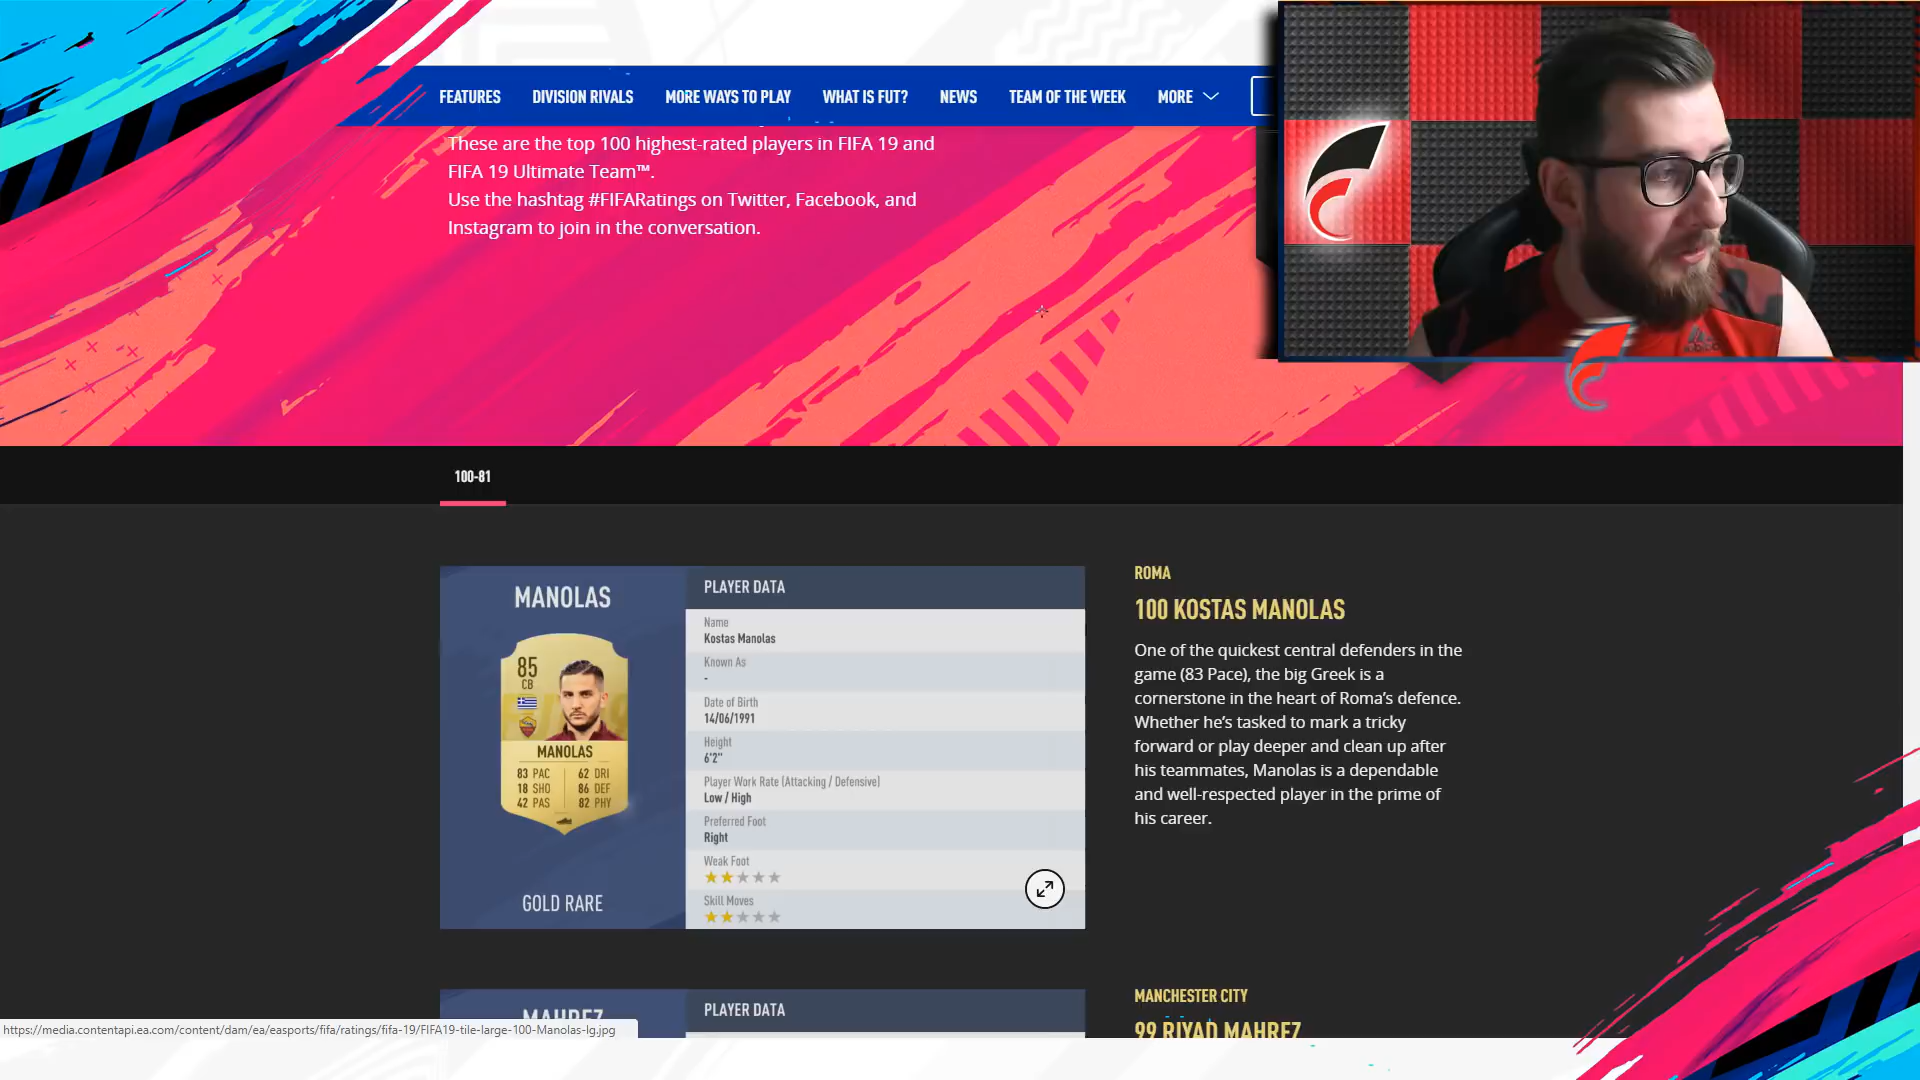 FEATURES DIVISION RIVALS MORE WAYS TO PLAY WHAT IS FUT? NEWS TEAM OF THE WEEK MORE
These are the top 100 highest-rated players in FIFA 19 and
FIFA 19 Ultimate Team™.
Use the hashtag #FIFARatings on Twitter, Facebook, and
Instagram to join in the conversation.
100-81
MANOLAS
85
CB
MANOLAS
83 PAC 62 DRI
18 SHO 86 DEF
42 PAS 82 PHY
GOLD RARE
PLAYER DATA
Name
Kostas Manolas
Known As
-
Date of Birth
14/06/1991
Height
6'2"
Player Work Rate (Attacking / Defensive)
Low / High
Preferred Foot
Right
Weak Foot
Skill Moves
ROMA
100 KOSTAS MANOLAS
One of the quickest central defenders in the
game (83 Pace), the big Greek is a
cornerstone in the heart of Roma's defence.
Whether he's tasked to mark a tricky
forward or play deeper and clean up after
his teammates, Manolas is a dependable
and well-respected player in the prime of
his career.
MAHREZ
PLAYER DATA
MANCHESTER CITY
99 RIYAD MAHREZ
https://media.contentapi.ea.com/content/dam/ea/easports/fifa/ratings/fifa-19/FIFA19-tile-large-100-Manolas-lg.jpg
adidas